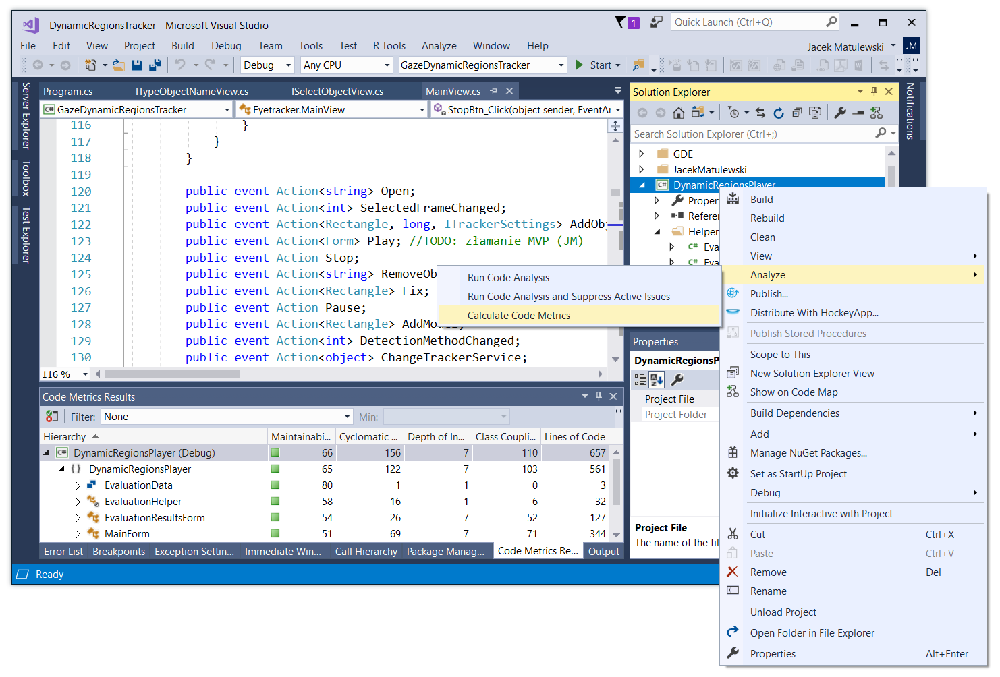 DynamicRegionsTracker - Microsoft Visual Studio
1
Quick Launch (Ctrl+Q)
File Edit View Project Build Debug Team Tools Test R Tools Analyze Window Help
Jacek Matulewski JM
Debug Any CPU GazeDynamicRegionsTracker Start
Server Explorer
Toolbox
Test Explorer
Program.cs ITypeObjectNameView.cs ISelectObjectView.cs MainView.cs
GazeDynamicRegionsTracker Eyetracker.MainView StopBtn_Click(object sender, EventAr
116 }
117 }
118 }
119
120 public event Action<string> Open;
121 public event Action<int> SelectedFrameChanged;
122 public event Action<Rectangle, long, ITrackerSettings> AddObj
123 public event Action<Form> Play; //TODO: złamanie MVP (JM)
124 public event Action Stop;
125 public event Action<string> RemoveOb
126 public event Action<Rectangle> Fix;
127 public event Action Pause;
128 public event Action<Rectangle> AddModel;
129 public event Action<int> DetectionMethodChanged;
130 public event Action<object> ChangeTrackerService;
116 %
Run Code Analysis
Run Code Analysis and Suppress Active Issues
Calculate Code Metrics
Solution Explorer
Search Solution Explorer (Ctrl+;)
GDE
JacekMatulewski
C# DynamicRegionsPlayer
Proper
Referen
Helper
C# Eva
C# Eva
Notifications
Properties
DynamicRegionsP
Project File
Project Folder
Project File
The name of the fil
Build
Rebuild
Clean
View
Analyze
Publish...
Distribute With HockeyApp...
Publish Stored Procedures
Scope to This
New Solution Explorer View
Show on Code Map
Build Dependencies
Add
Manage NuGet Packages...
Set as StartUp Project
Debug
Initialize Interactive with Project
Cut Ctrl+X
Paste Ctrl+V
Remove Del
Rename
Unload Project
Open Folder in File Explorer
Properties Alt+Enter
Code Metrics Results
Filter: None Min:
Hierarchy Maintainabi... Cyclomatic ... Depth of In... Class Coupli... Lines of Code
C# DynamicRegionsPlayer (Debug) 66 156 7 110 657
{ } DynamicRegionsPlayer 65 122 7 103 561
EvaluationData 80 1 1 0 3
EvaluationHelper 58 16 1 6 32
EvaluationResultsForm 54 26 7 52 127
MainForm 51 69 7 71 344
Error List Breakpoints Exception Settin... Immediate Win... Call Hierarchy Package Manag... Code Metrics Re... Output
Ready